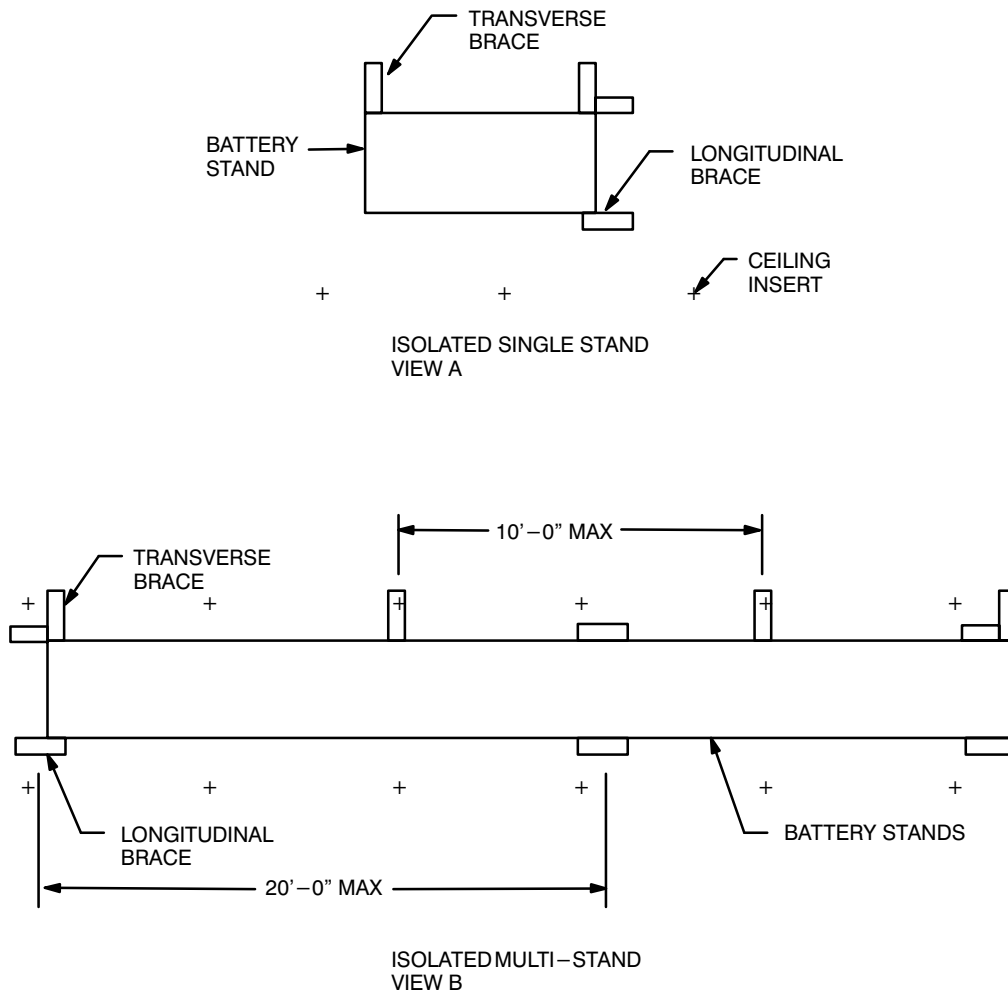 TRANSVERSE
BRACE
BATTERY
STAND
LONGITUDINAL
BRACE
CEILING
INSERT
ISOLATED SINGLE STAND
VIEW A
10’–0” MAX
TRANSVERSE
BRACE
LONGITUDINAL
BRACE
BATTERY STANDS
20’–0” MAX
ISOLATED MULTI–STAND
VIEW B